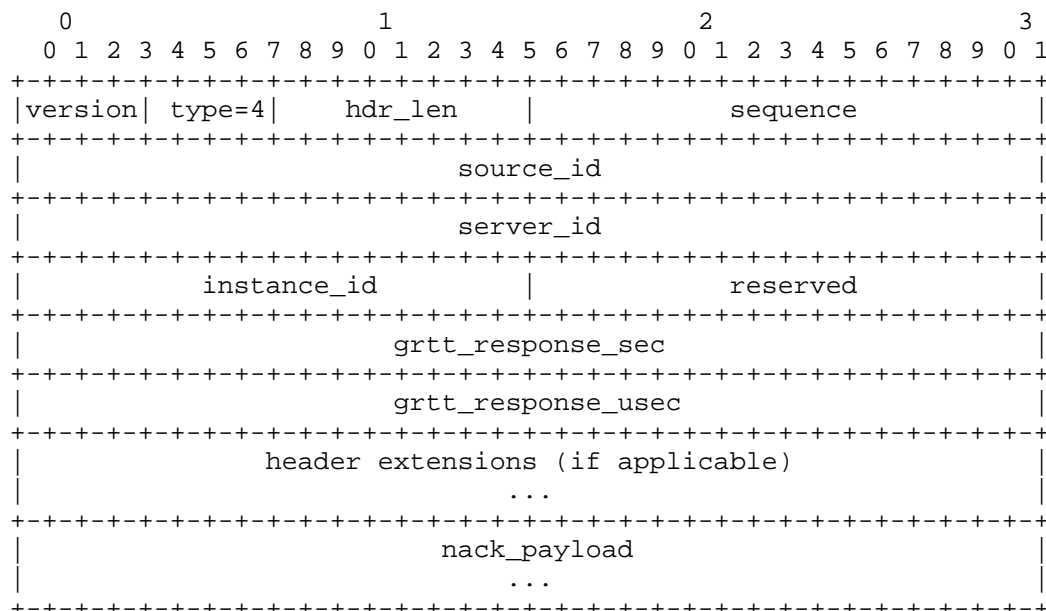 0                   1                   2                   3
0 1 2 3 4 5 6 7 8 9 0 1 2 3 4 5 6 7 8 9 0 1 2 3 4 5 6 7 8 9 0 1
+-+-+-+-+-+-+-+-+-+-+-+-+-+-+-+-+-+-+-+-+-+-+-+-+-+-+-+-+-+-+-+-+
|version| type=4|    hdr_len    |            sequence           |
+-+-+-+-+-+-+-+-+-+-+-+-+-+-+-+-+-+-+-+-+-+-+-+-+-+-+-+-+-+-+-+-+
|                           source_id                           |
+-+-+-+-+-+-+-+-+-+-+-+-+-+-+-+-+-+-+-+-+-+-+-+-+-+-+-+-+-+-+-+-+
|                           server_id                           |
+-+-+-+-+-+-+-+-+-+-+-+-+-+-+-+-+-+-+-+-+-+-+-+-+-+-+-+-+-+-+-+-+
|           instance_id         |            reserved           |
+-+-+-+-+-+-+-+-+-+-+-+-+-+-+-+-+-+-+-+-+-+-+-+-+-+-+-+-+-+-+-+-+
|                       grtt_response_sec                       |
+-+-+-+-+-+-+-+-+-+-+-+-+-+-+-+-+-+-+-+-+-+-+-+-+-+-+-+-+-+-+-+-+
|                       grtt_response_usec                      |
+-+-+-+-+-+-+-+-+-+-+-+-+-+-+-+-+-+-+-+-+-+-+-+-+-+-+-+-+-+-+-+-+
|               header extensions (if applicable)               |
|                              ...                              |
+-+-+-+-+-+-+-+-+-+-+-+-+-+-+-+-+-+-+-+-+-+-+-+-+-+-+-+-+-+-+-+-+
|                          nack_payload                         |
|                              ...                              |
+-+-+-+-+-+-+-+-+-+-+-+-+-+-+-+-+-+-+-+-+-+-+-+-+-+-+-+-+-+-+-+-+